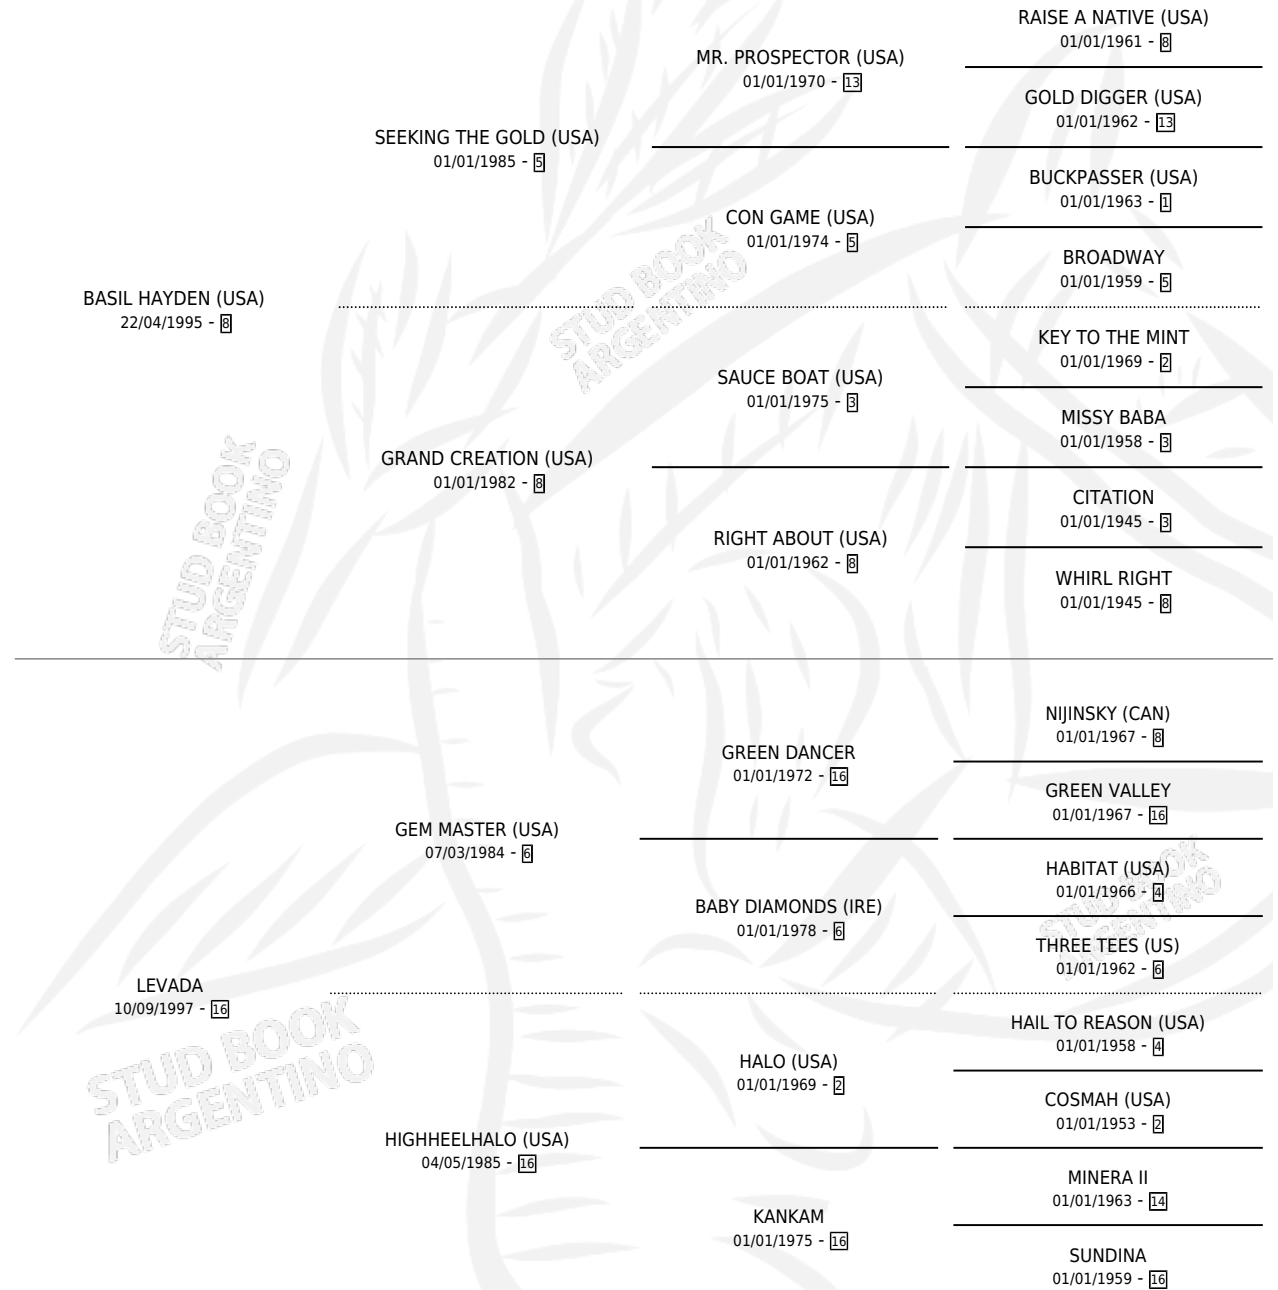 RAISE A NATIVE (USA)
01/01/1961 - 8
MR. PROSPECTOR (USA)
01/01/1970 - 13
GOLD DIGGER (USA)
01/01/1962 - 13
SEEKING THE GOLD (USA)
01/01/1985 - 5
BUCKPASSER (USA)
01/01/1963 - 1
CON GAME (USA)
01/01/1974 - 5
BROADWAY
01/01/1959 - 5
BASIL HAYDEN (USA)
22/04/1995 - 8
KEY TO THE MINT
01/01/1969 - 2
SAUCE BOAT (USA)
01/01/1975 - 3
MISSY BABA
01/01/1958 - 3
GRAND CREATION (USA)
01/01/1982 - 8
CITATION
01/01/1945 - 3
RIGHT ABOUT (USA)
01/01/1962 - 8
WHIRL RIGHT
01/01/1945 - 8
STUD BOOK
ARGENTINO
STUD BOOK
ARGENTINO
NIJINSKY (CAN)
01/01/1967 - 8
GREEN DANCER
01/01/1972 - 16
GREEN VALLEY
01/01/1967 - 16
GEM MASTER (USA)
07/03/1984 - 6
HABITAT (USA)
01/01/1966 - 4
BABY DIAMONDS (IRE)
01/01/1978 - 6
THREE TEES (US)
01/01/1962 - 6
LEVADA
10/09/1997 - 16
HAIL TO REASON (USA)
01/01/1958 - 4
HALO (USA)
01/01/1969 - 2
COSMAH (USA)
01/01/1953 - 2
HIGHHEELHALO (USA)
04/05/1985 - 16
MINERA II
01/01/1963 - 14
KANKAM
01/01/1975 - 16
SUNDINA
01/01/1959 - 16
STUD BOOK
ARGENTINO
STUD BOOK
ARGENTINO